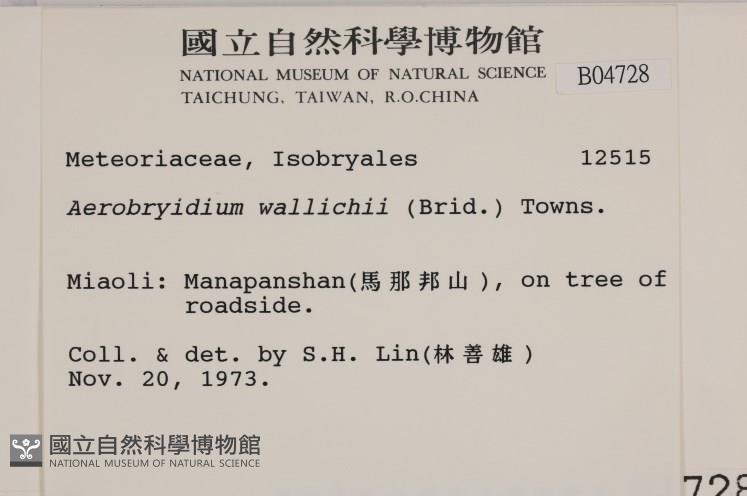 國立自然科學博物館
NATIONAL MUSEUM OF NATURAL SCIENCE
TAICHUNG, TAIWAN, R.O.CHINA
B04728
Meteoriaceae, Isobryales 12515
Aerobryidium wallichii (Brid.) Towns.
Miaoli: Manapanshan(馬那邦山), on tree of
roadside.
Coll. & det. by S.H. Lin(林善雄)
Nov. 20, 1973.
國立自然科學博物館
NATIONAL MUSEUM OF NATURAL SCIENCE
728